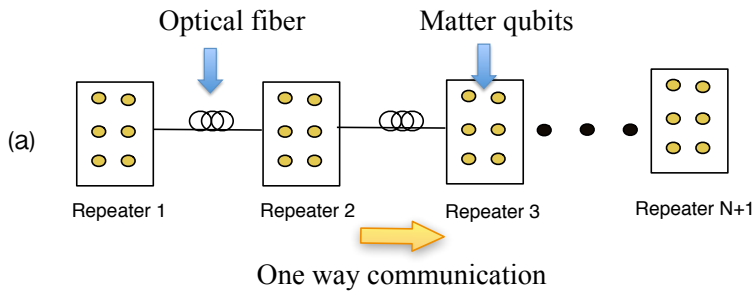 Optical fiber
Matter qubits
(a)
Repeater 1
Repeater 2
Repeater 3
Repeater N+1
One way communication